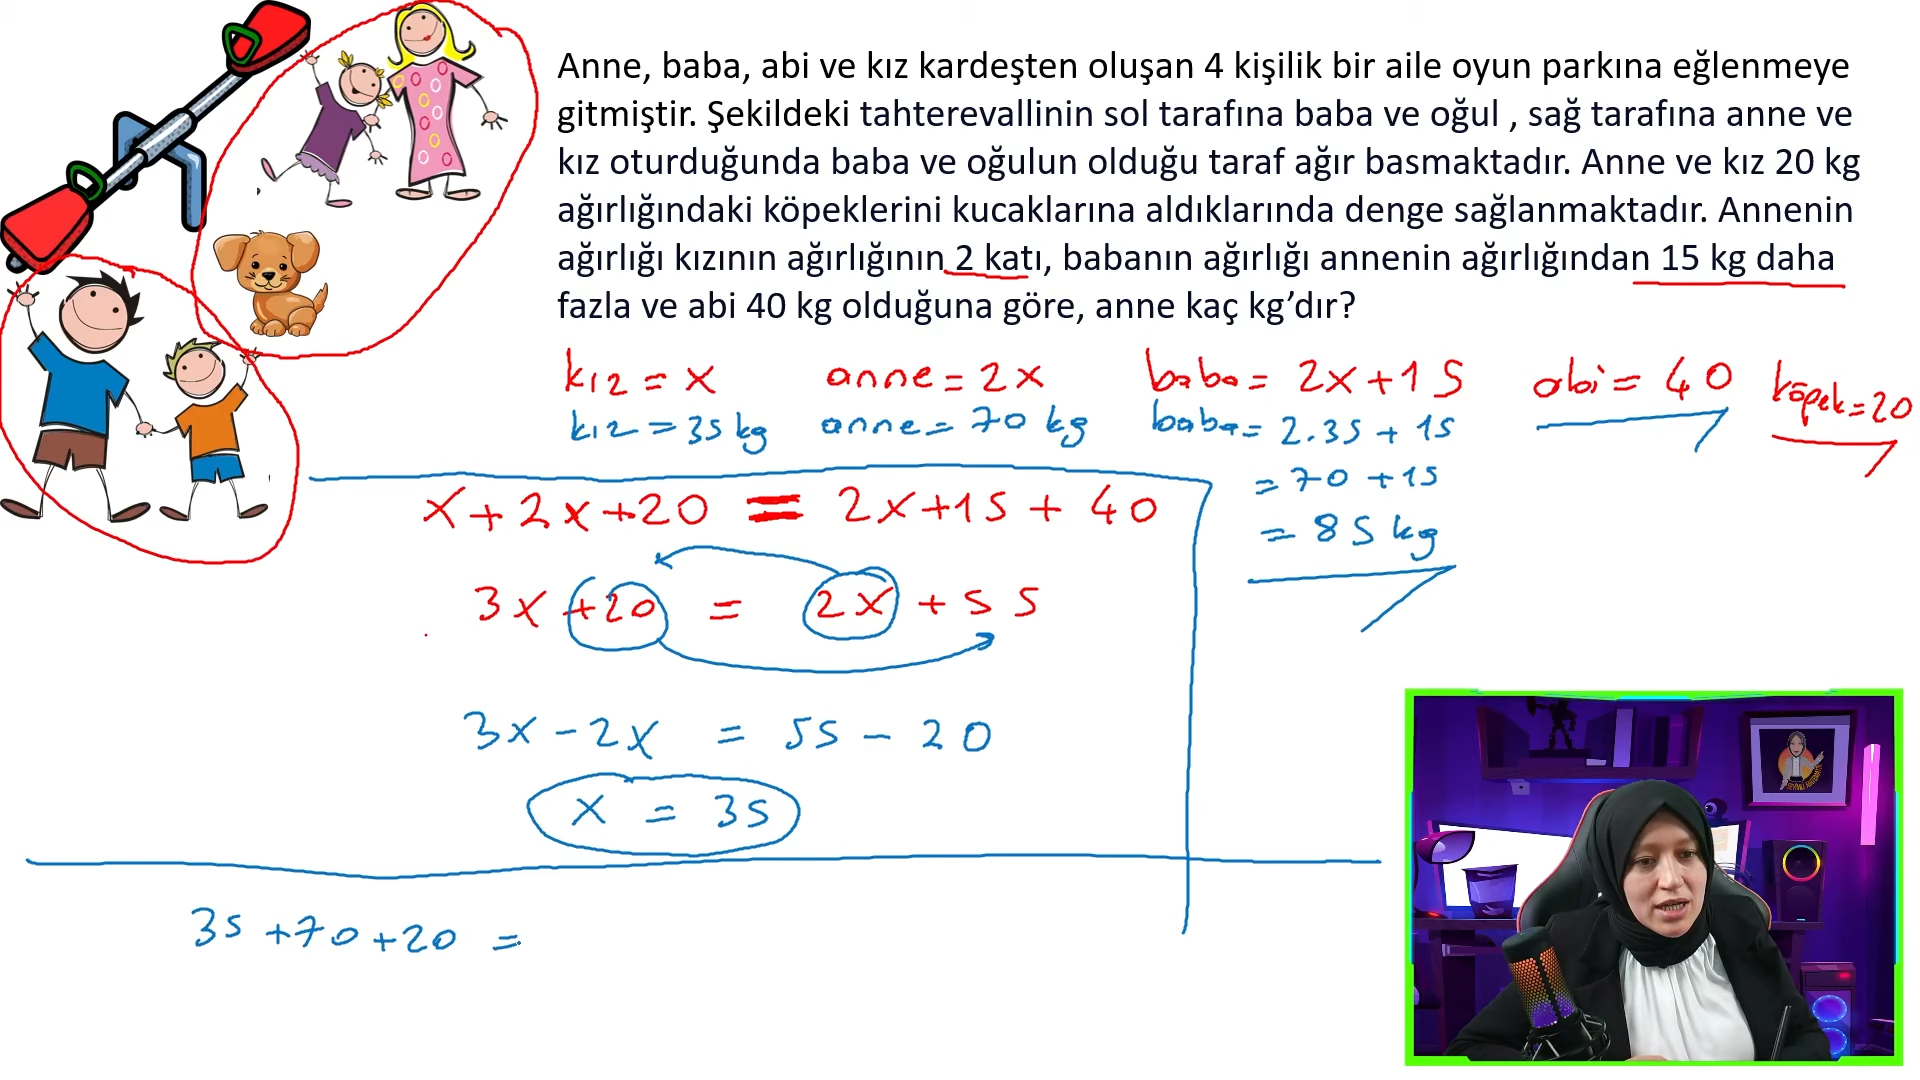 Anne, baba, abi ve kız kardeşten oluşan 4 kişilik bir aile oyun parkına eğlenmeye
gitmiştir. Şekildeki tahterevallinin sol tarafına baba ve oğul , sağ tarafına anne ve
kız oturduğunda baba ve oğulun olduğu taraf ağır basmaktadır. Anne ve kız 20 kg
ağırlığındaki köpeklerini kucaklarına aldıklarında denge sağlanmaktadır. Annenin
ağırlığı kızının ağırlığının 2 katı, babanın ağırlığı annenin ağırlığından 15 kg daha
fazla ve abi 40 kg olduğuna göre, anne kaç kg’dır?
kız = x anne = 2x baba = 2x+15 abi = 40 köpek = 20
kız = 35 kg anne = 70 kg baba = 2.35 + 15
= 70 + 15
= 85 kg
x + 2x + 20 = 2x + 15 + 40
3x + 20 = 2x + 55
3x - 2x = 55 - 20
x = 35
35 + 70 + 20 =